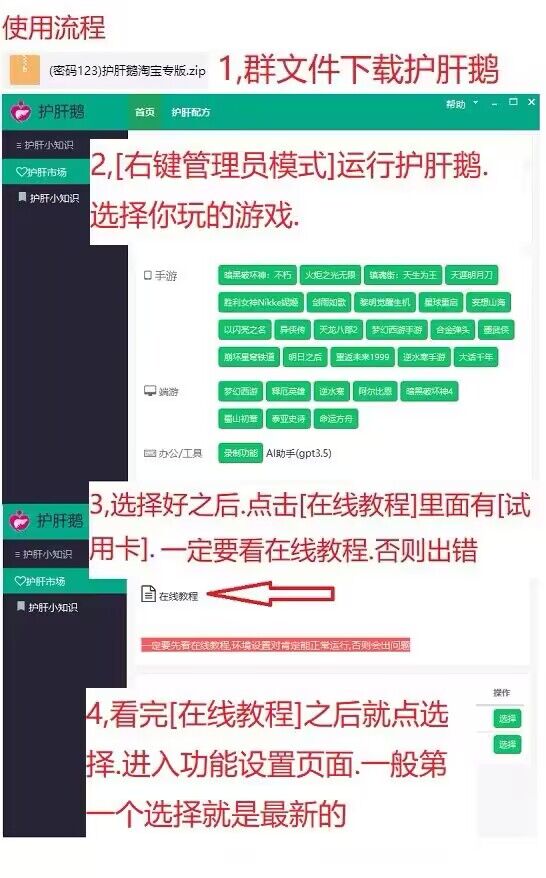 使用流程
(密码123)护肝鹅淘宝专版.zip
1,群文件下载护肝鹅
护肝鹅
首页
护肝配方
帮助
≡ 护肝小知识
护肝市场
护肝小知识
2,[右键管理员模式]运行护肝鹅.
选择你玩的游戏.
手游
暗黑破坏神：不朽
火炬之光无限
镇魂街：天生为王
天涯明月刀
胜利女神Nikke妮姬
剑雨如歌
黎明觉醒生机
星球重启
妄想山海
以闪亮之名
异侠传
天龙八部2
梦幻西游手游
合金弹头
墨武侠
崩坏星穹铁道
明日之后
重返未来1999
逆水寒手游
大话千年
端游
梦幻西游
释厄英雄
逆水寒
阿尔比恩
暗黑破坏神4
蜀山初章
泰亚史诗
命运方舟
办公/工具
录制功能
AI助手(gpt3.5)
护肝鹅
≡ 护肝小知识
护肝市场
护肝小知识
3,选择好之后.点击[在线教程]里面有[试
用卡].一定要看在线教程.否则出错
在线教程
一定要先看在线教程,环境设置对肯定能正常运行,否则会出问题
操作
选择
选择
4,看完[在线教程]之后就点选
择.进入功能设置页面.一般第
一个选择就是最新的